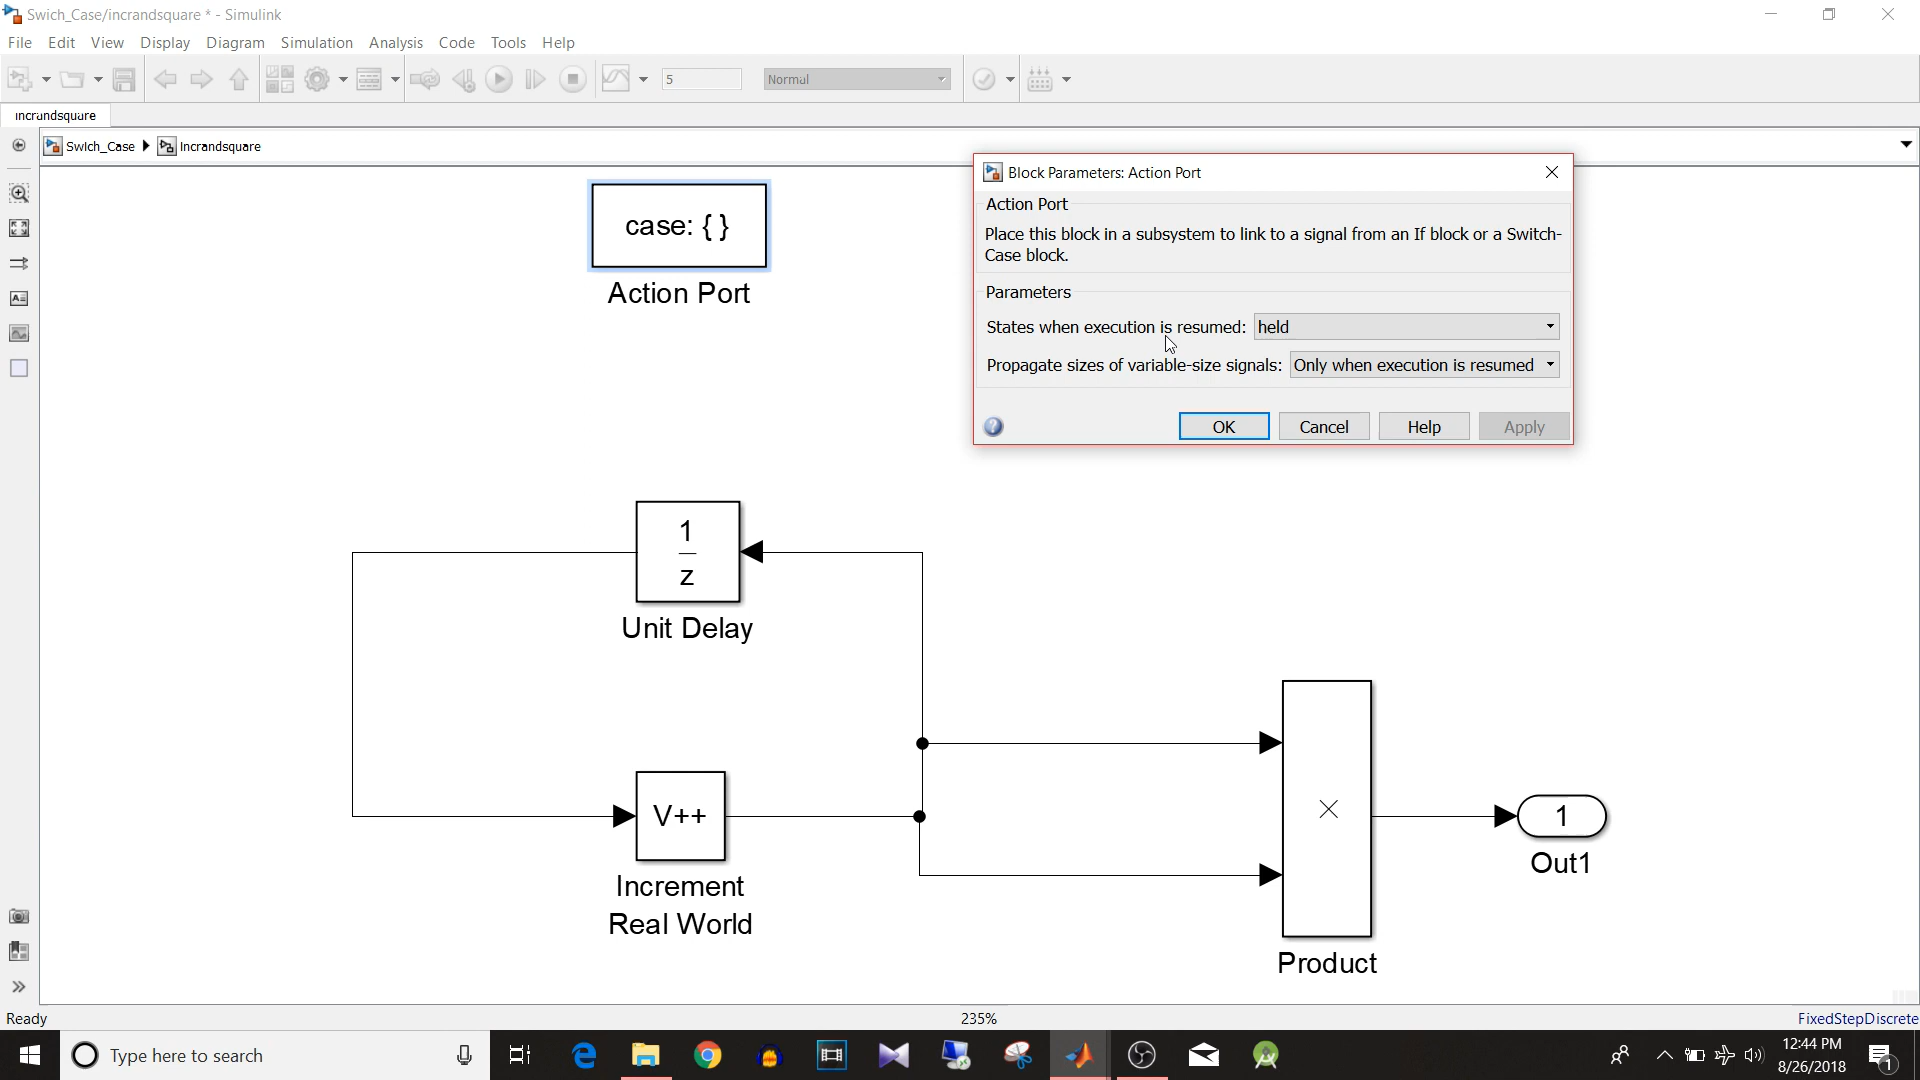 Swich_Case/incrandsquare * - Simulink
File Edit View Display Diagram Simulation Analysis Code Tools Help
5 Normal
incrandsquare
Swich_Case incrandsquare
case: { }
Action Port
Block Parameters: Action Port
Action Port
Place this block in a subsystem to link to a signal from an If block or a Switch-
Case block.
Parameters
States when execution is resumed: held
Propagate sizes of variable-size signals: Only when execution is resumed
OK Cancel Help Apply
1
z
Unit Delay
V++
Increment
Real World
Product
1
Out1
Ready 235% FixedStepDiscrete
Type here to search
12:44 PM
8/26/2018
1